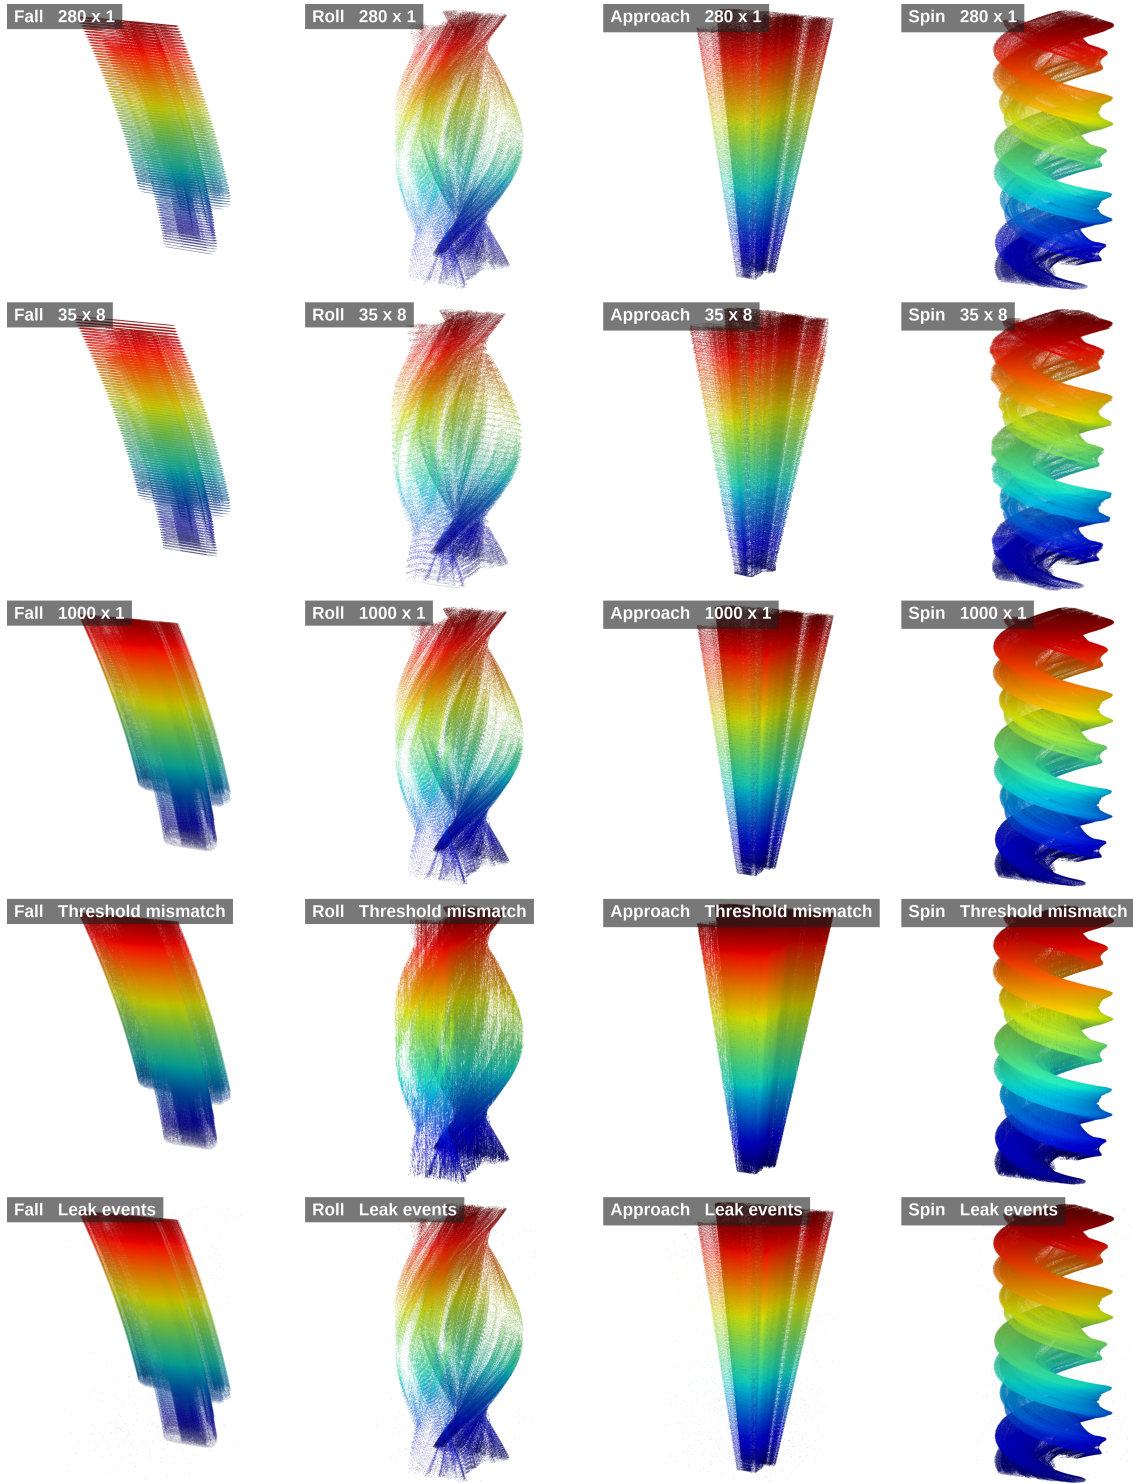 Fall 280 x 1
Roll 280 x 1
Approach 280 x 1
Spin 280 x 1
Fall 35 x 8
Roll 35 x 8
Approach 35 x 8
Spin 35 x 8
Fall 1000 x 1
Roll 1000 x 1
Approach 1000 x 1
Spin 1000 x 1
Fall Threshold mismatch
Roll Threshold mismatch
Approach Threshold mismatch
Spin Threshold mismatch
Fall Leak events
Roll Leak events
Approach Leak events
Spin Leak events